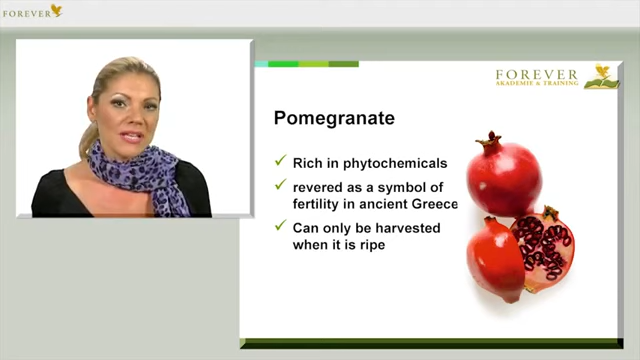 FOREVER
FOREVER
AKADEMIE & TRAINING
Pomegranate
Rich in phytochemicals
revered as a symbol of
fertility in ancient Greece
Can only be harvested
when it is ripe